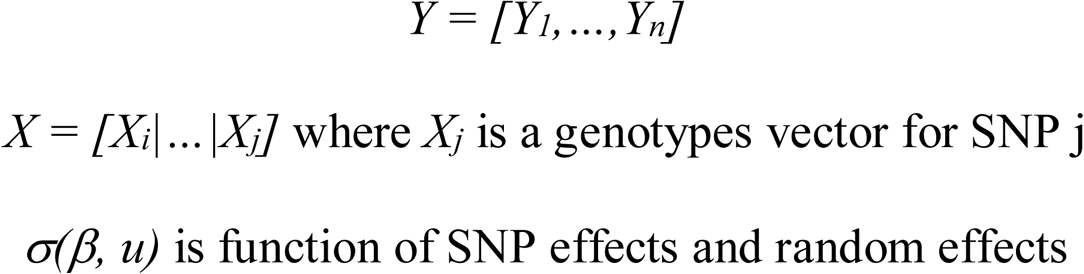 Y = [Y₁,…,Yₙ]
X = [Xᵢ|…|Xⱼ] where Xⱼ is a genotypes vector for SNP j
σ(β, u) is function of SNP effects and random effects